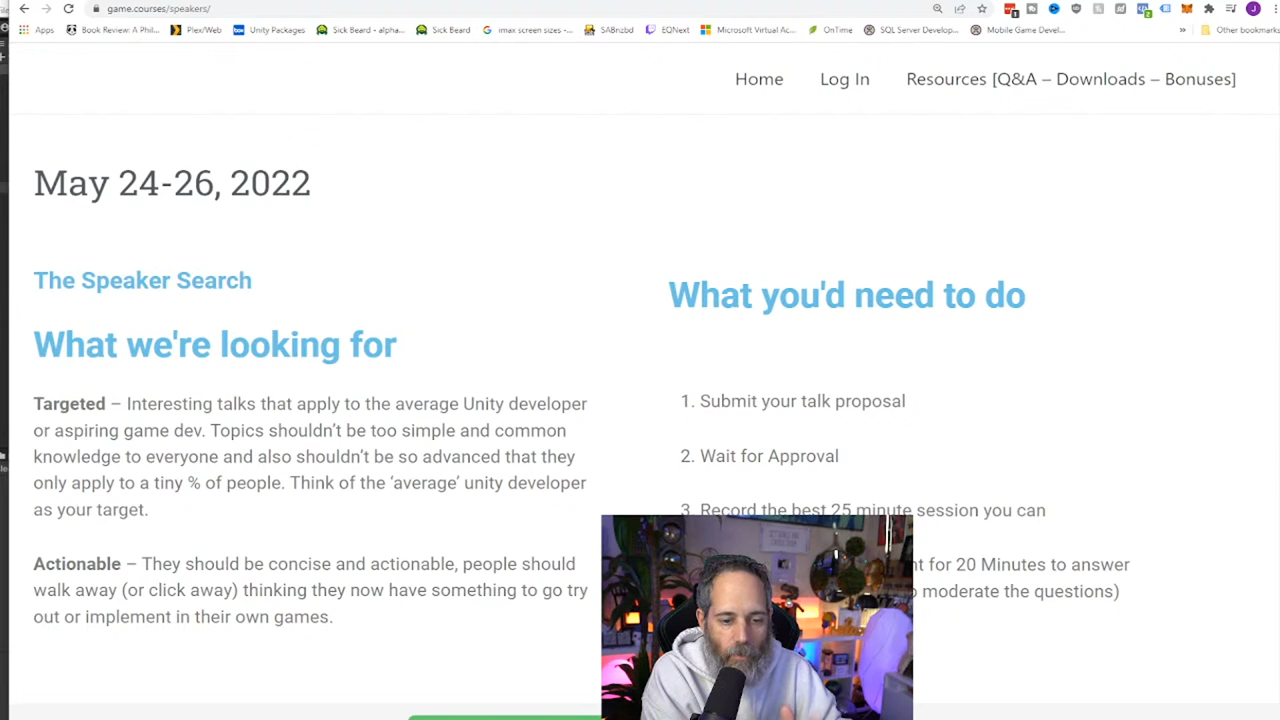 game.courses/speakers/
Apps
Book Review: A Phil...
Plex/Web
Unity Packages
Sick Beard - alpha...
Sick Beard
imax screen sizes -...
SABnzbd
EQNext
Microsoft Virtual Ac...
OnTime
SQL Server Develop...
Mobile Game Devel...
»
Other bookmarks
Home
Log In
Resources [Q&A – Downloads – Bonuses]
May 24-26, 2022
The Speaker Search
What we're looking for
Targeted – Interesting talks that apply to the average Unity developer
or aspiring game dev. Topics shouldn’t be too simple and common
knowledge to everyone and also shouldn’t be so advanced that they
only apply to a tiny % of people. Think of the ‘average’ unity developer
as your target.
Actionable – They should be concise and actionable, people should
walk away (or click away) thinking they now have something to go try
out or implement in their own games.
What you'd need to do
1. Submit your talk proposal
2. Wait for Approval
3. Record the best 25 minute session you can
for 20 Minutes to answer
moderate the questions)